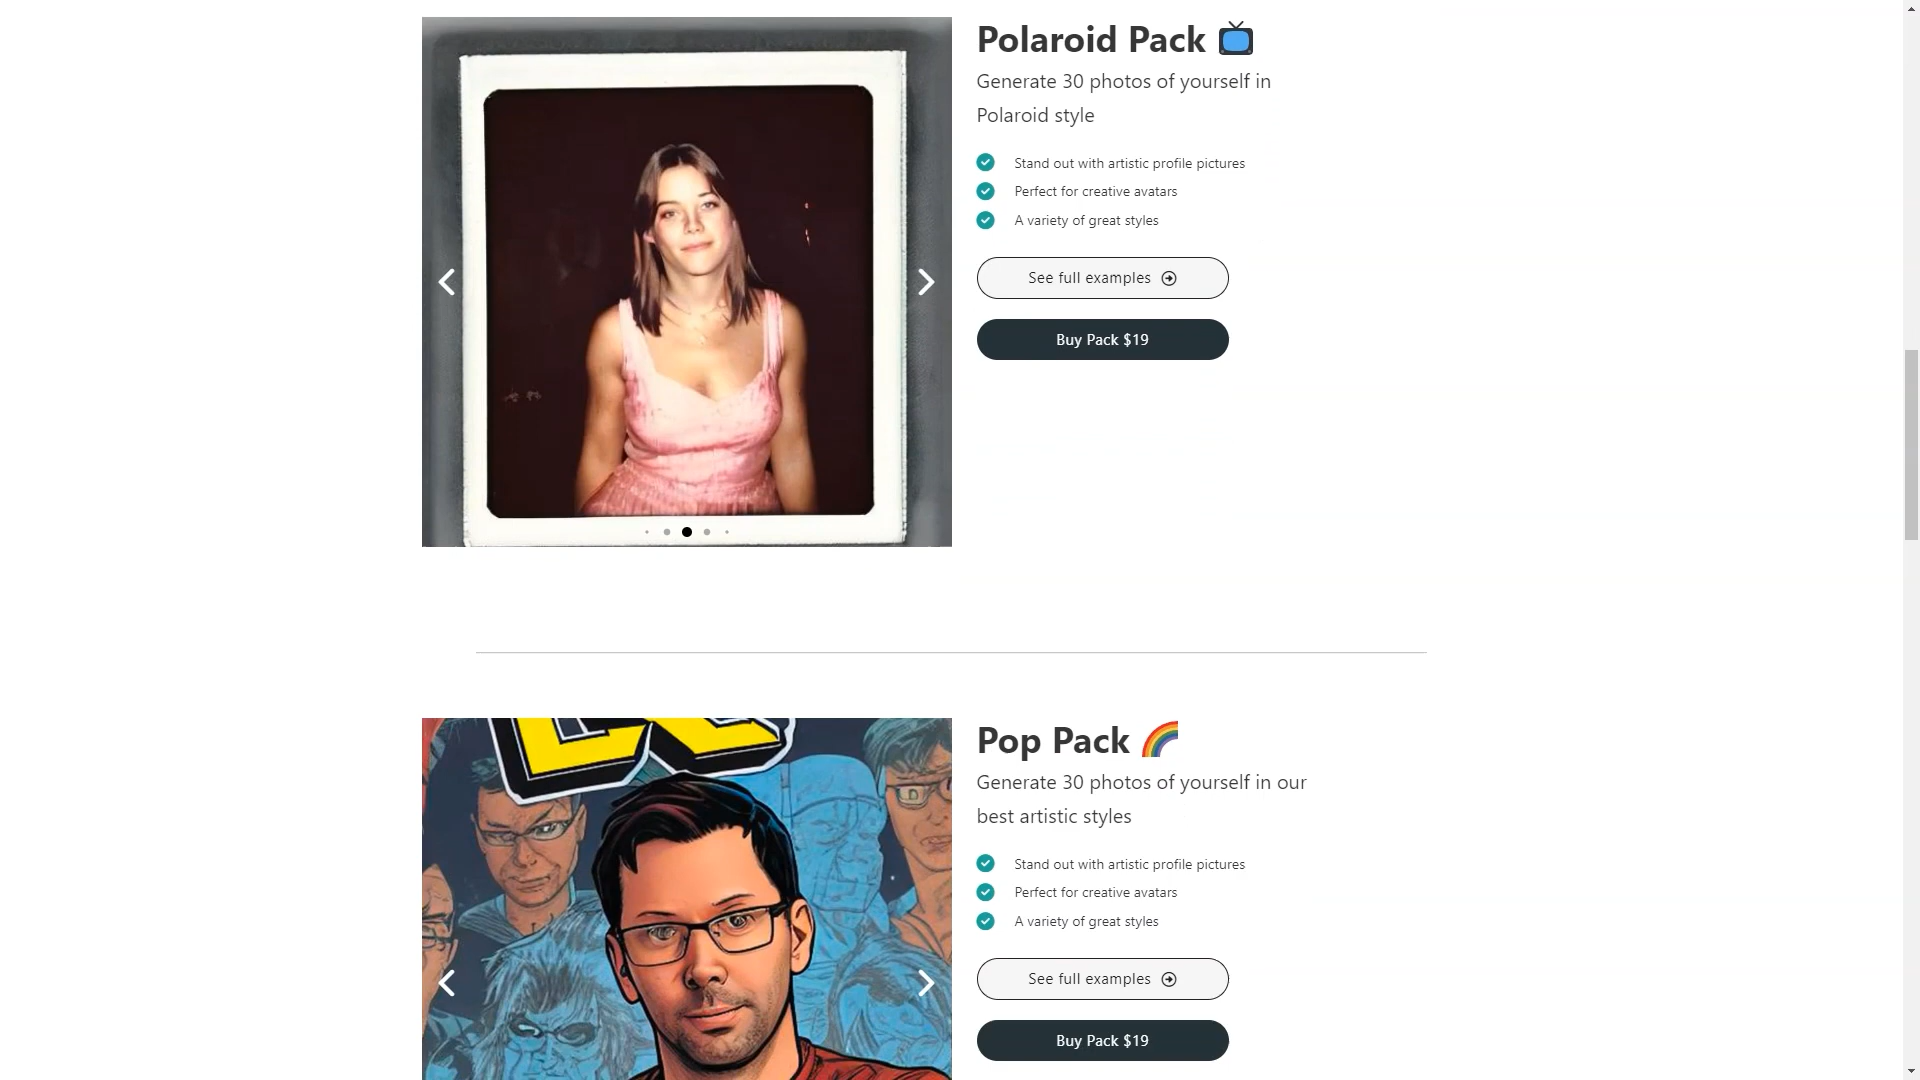 Polaroid Pack
Generate 30 photos of yourself in
Polaroid style
Stand out with artistic profile pictures
Perfect for creative avatars
A variety of great styles
See full examples
Buy Pack $19
Pop Pack
Generate 30 photos of yourself in our
best artistic styles
Stand out with artistic profile pictures
Perfect for creative avatars
A variety of great styles
See full examples
Buy Pack $19